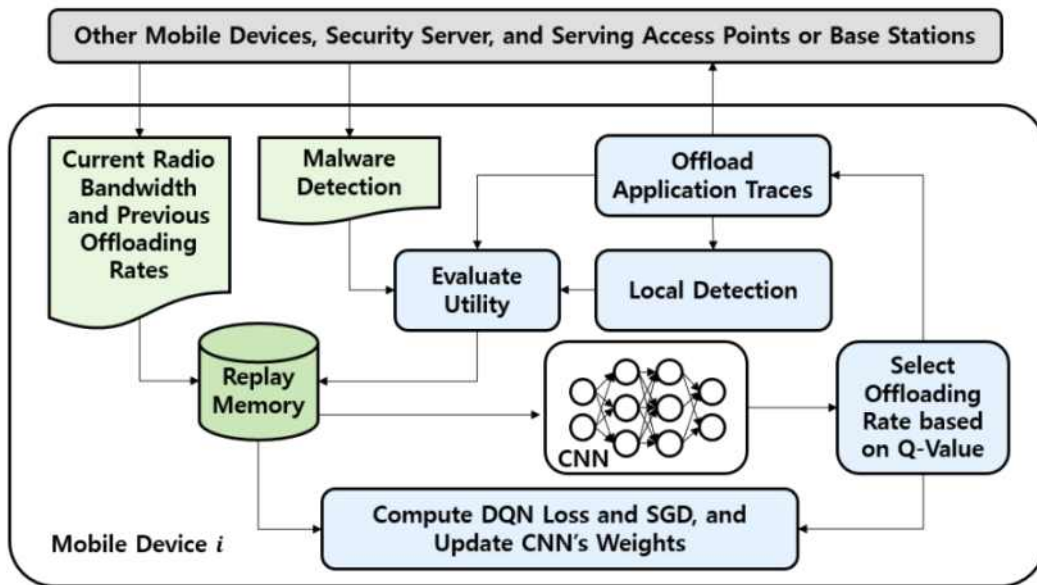 Other Mobile Devices, Security Server, and Serving Access Points or Base Stations
Current Radio
Bandwidth
and Previous
Offloading
Rates
Malware
Detection
Offload
Application Traces
Evaluate
Utility
Local Detection
Replay
Memory
CNN
Select
Offloading
Rate based
on Q-Value
Compute DQN Loss and SGD, and
Update CNN's Weights
Mobile Device i